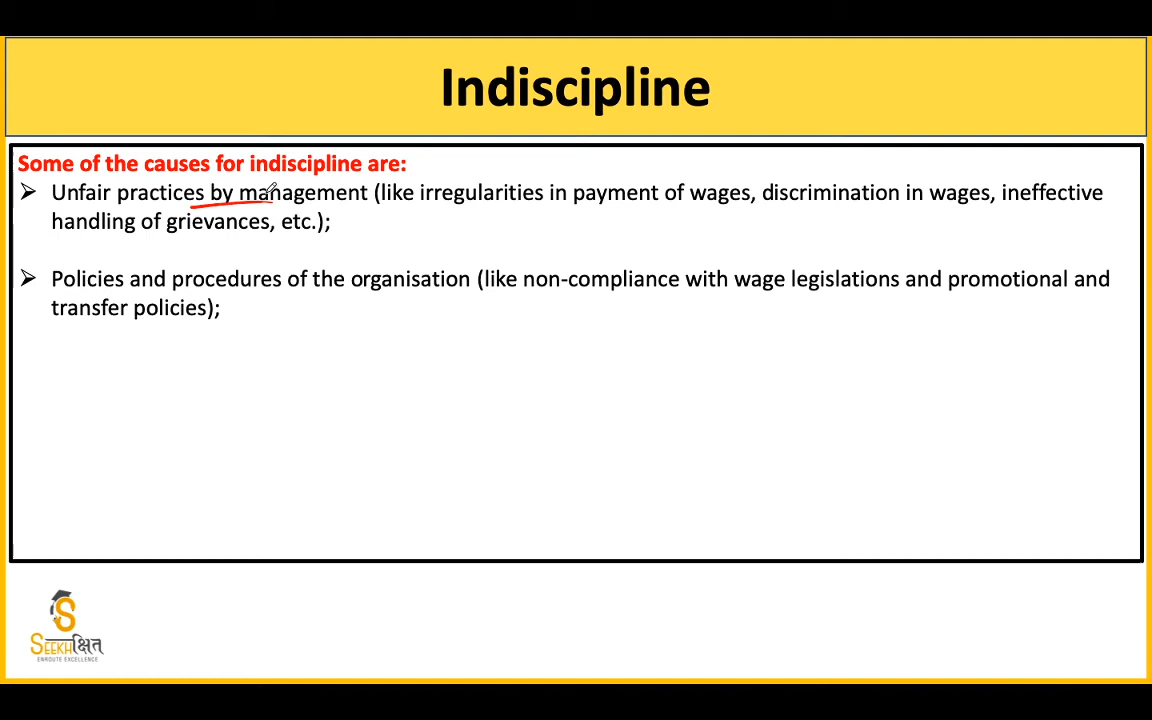 Indiscipline
Some of the causes for indiscipline are:
➢ Unfair practices by management (like irregularities in payment of wages, discrimination in wages, ineffective
handling of grievances, etc.);
➢ Policies and procedures of the organisation (like non-compliance with wage legislations and promotional and
transfer policies);
S
SEEKHक्षित
ENROUTE EXCELLENCE